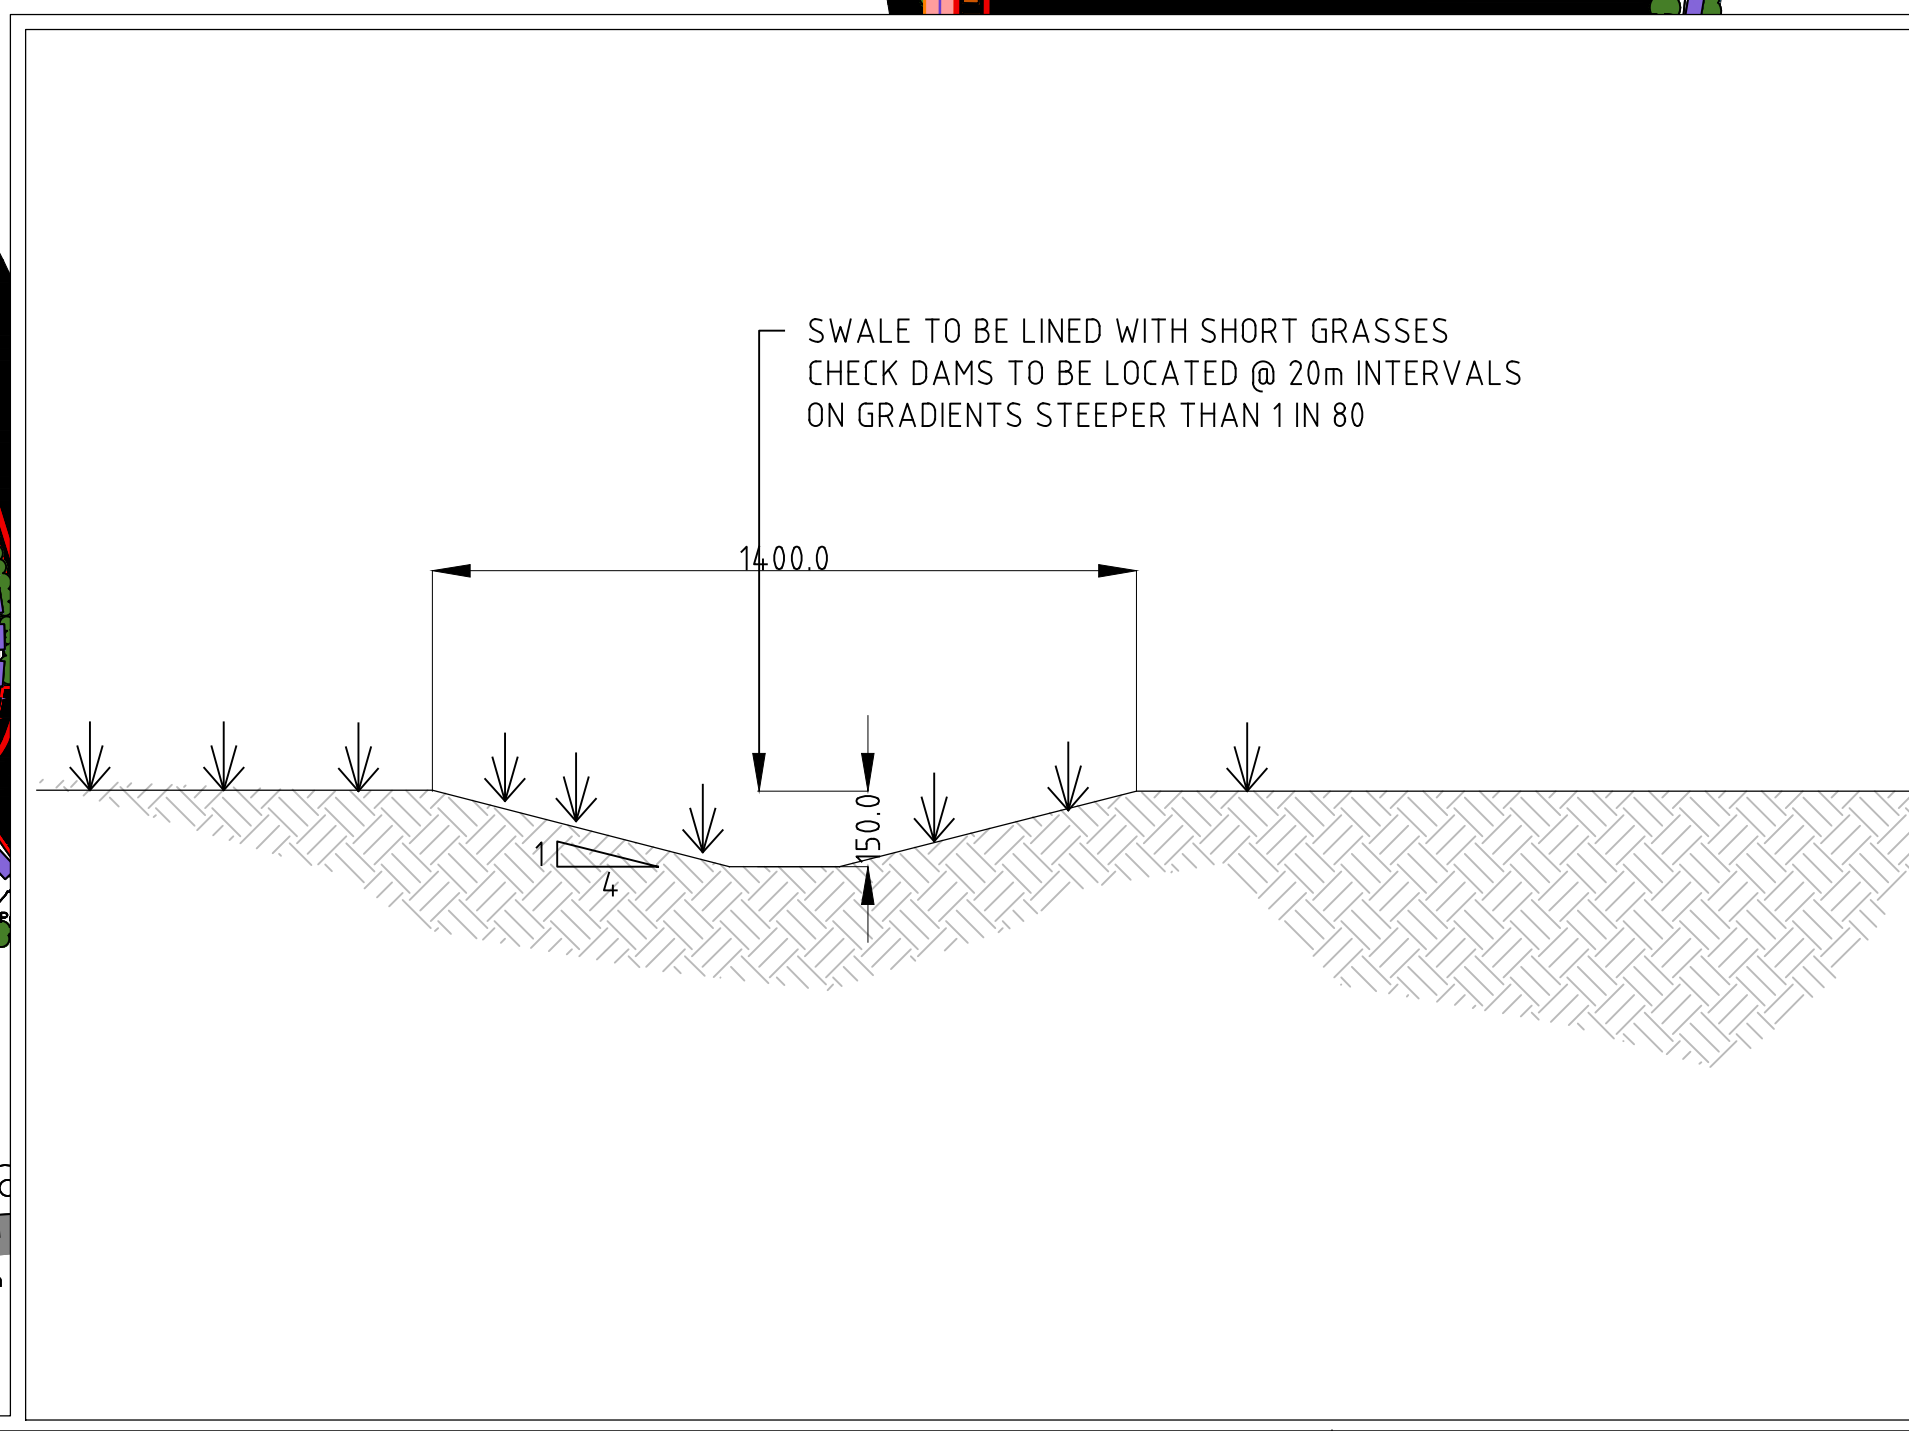 SWALE TO BE LINED WITH SHORT GRASSES
CHECK DAMS TO BE LOCATED @ 20m INTERVALS
ON GRADIENTS STEEPER THAN 1 IN 80
1400.0
150.0
1
4